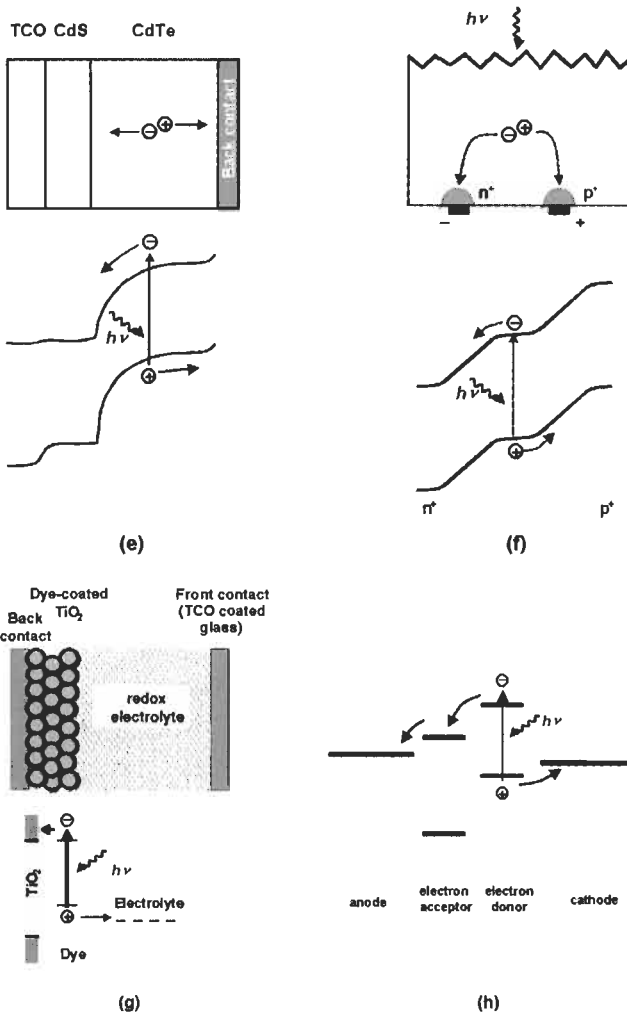 TCO CdS CdTe
Back contact
⊖ ⊕
⊖
hν
⊕
(e)
hν
⊖ ⊕
n⁺ p⁺
− +
⊖
hν
⊕
n⁺ p⁺
(f)
Dye-coated
TiO₂
Back
contact
Front contact
(TCO coated
glass)
redox
electrolyte
⊖
hν
TiO₂
⊕
Electrolyte
Dye
(g)
⊖
hν
⊕
anode
electron
acceptor
electron
donor
cathode
(h)